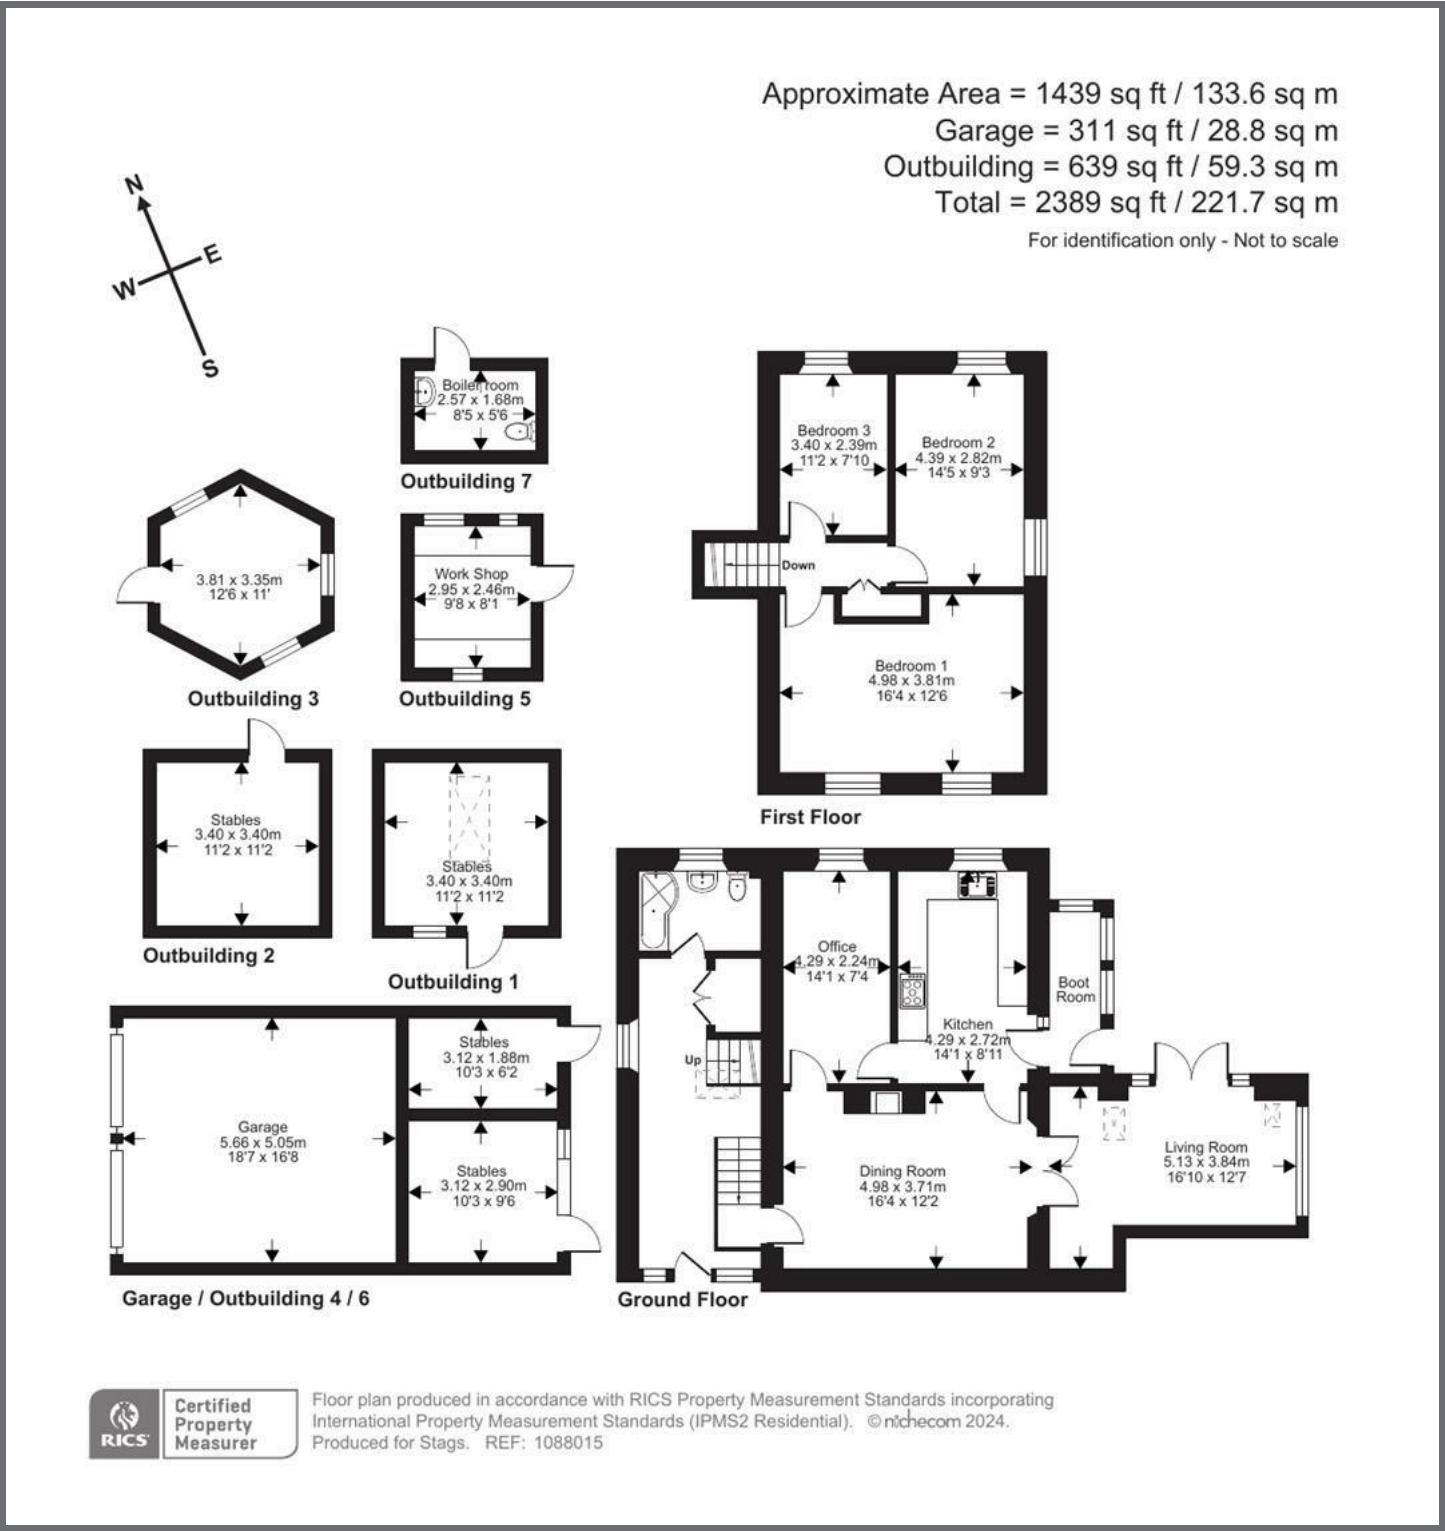 Approximate Area = 1439 sq ft / 133.6 sq m
Garage = 311 sq ft / 28.8 sq m
Outbuilding = 639 sq ft / 59.3 sq m
Total = 2389 sq ft / 221.7 sq m
For identification only - Not to scale
N
E
W
S
Boiler room
2.57 x 1.68m
8'5 x 5'6
Outbuilding 7
3.81 x 3.35m
12'6 x 11'
Outbuilding 3
Work Shop
2.95 x 2.46m
9'8 x 8'1
Outbuilding 5
Bedroom 3
3.40 x 2.39m
11'2 x 7'10
Bedroom 2
4.39 x 2.82m
14'5 x 9'3
Down
Bedroom 1
4.98 x 3.81m
16'4 x 12'6
First Floor
Stables
3.40 x 3.40m
11'2 x 11'2
Outbuilding 2
Stables
3.40 x 3.40m
11'2 x 11'2
Outbuilding 1
Garage
5.66 x 5.05m
18'7 x 16'8
Stables
3.12 x 1.88m
10'3 x 6'2
Stables
3.12 x 2.90m
10'3 x 9'6
Garage / Outbuilding 4 / 6
Office
4.29 x 2.24m
14'1 x 7'4
Kitchen
4.29 x 2.72m
14'1 x 8'11
Boot
Room
Up
Dining Room
4.98 x 3.71m
16'4 x 12'2
Living Room
5.13 x 3.84m
16'10 x 12'7
Ground Floor
RICS
Certified
Property
Measurer
Floor plan produced in accordance with RICS Property Measurement Standards incorporating
International Property Measurement Standards (IPMS2 Residential). © nıchecom 2024.
Produced for Stags. REF: 1088015